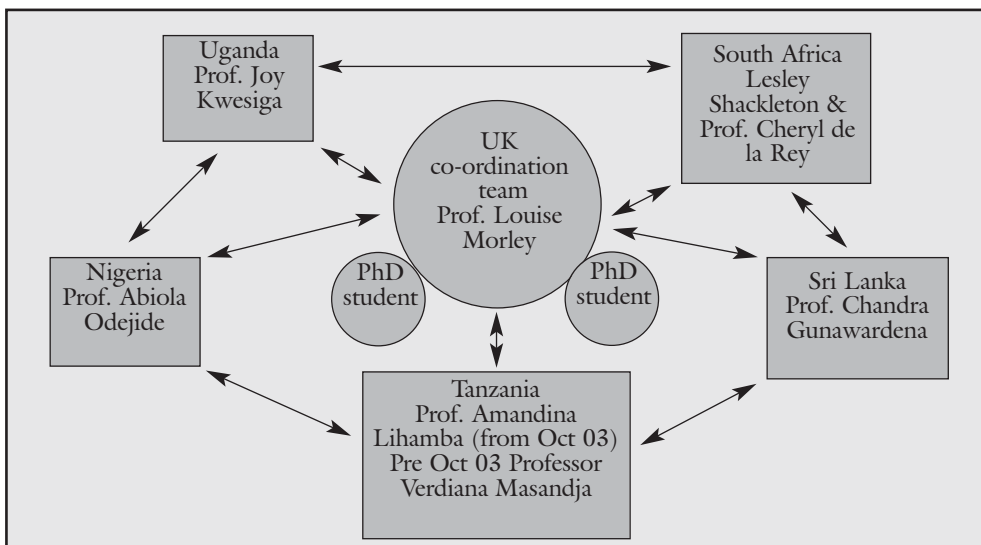 Uganda
Prof. Joy
Kwesiga
South Africa
Lesley
Shackleton &
Prof. Cheryl de
la Rey
UK
co-ordination
team
Prof. Louise
Morley
Nigeria
Prof. Abiola
Odejide
PhD
student
PhD
student
Sri Lanka
Prof. Chandra
Gunawardena
Tanzania
Prof. Amandina
Lihamba (from Oct 03)
Pre Oct 03 Professor
Verdiana Masandja